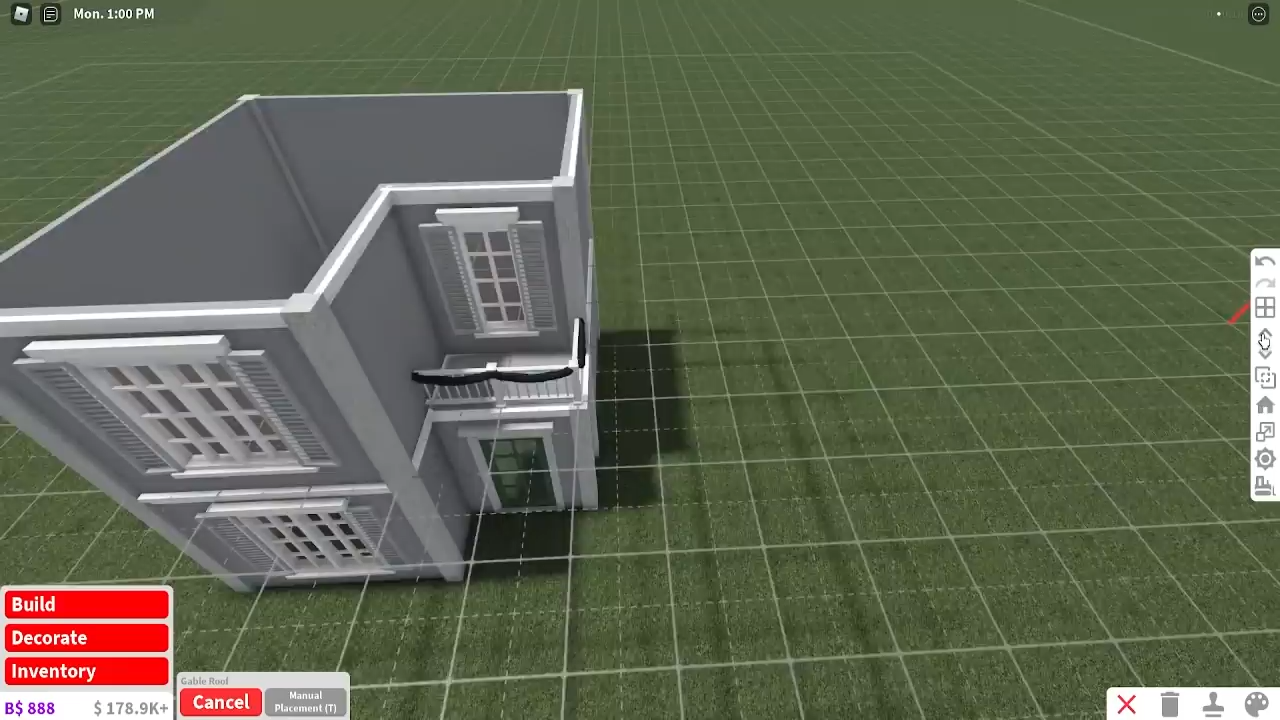 Mon. 1:00 PM
Build
Decorate
Inventory
B$ 888
$ 178.9K+
Gable Roof
Cancel
Manual
Placement (T)